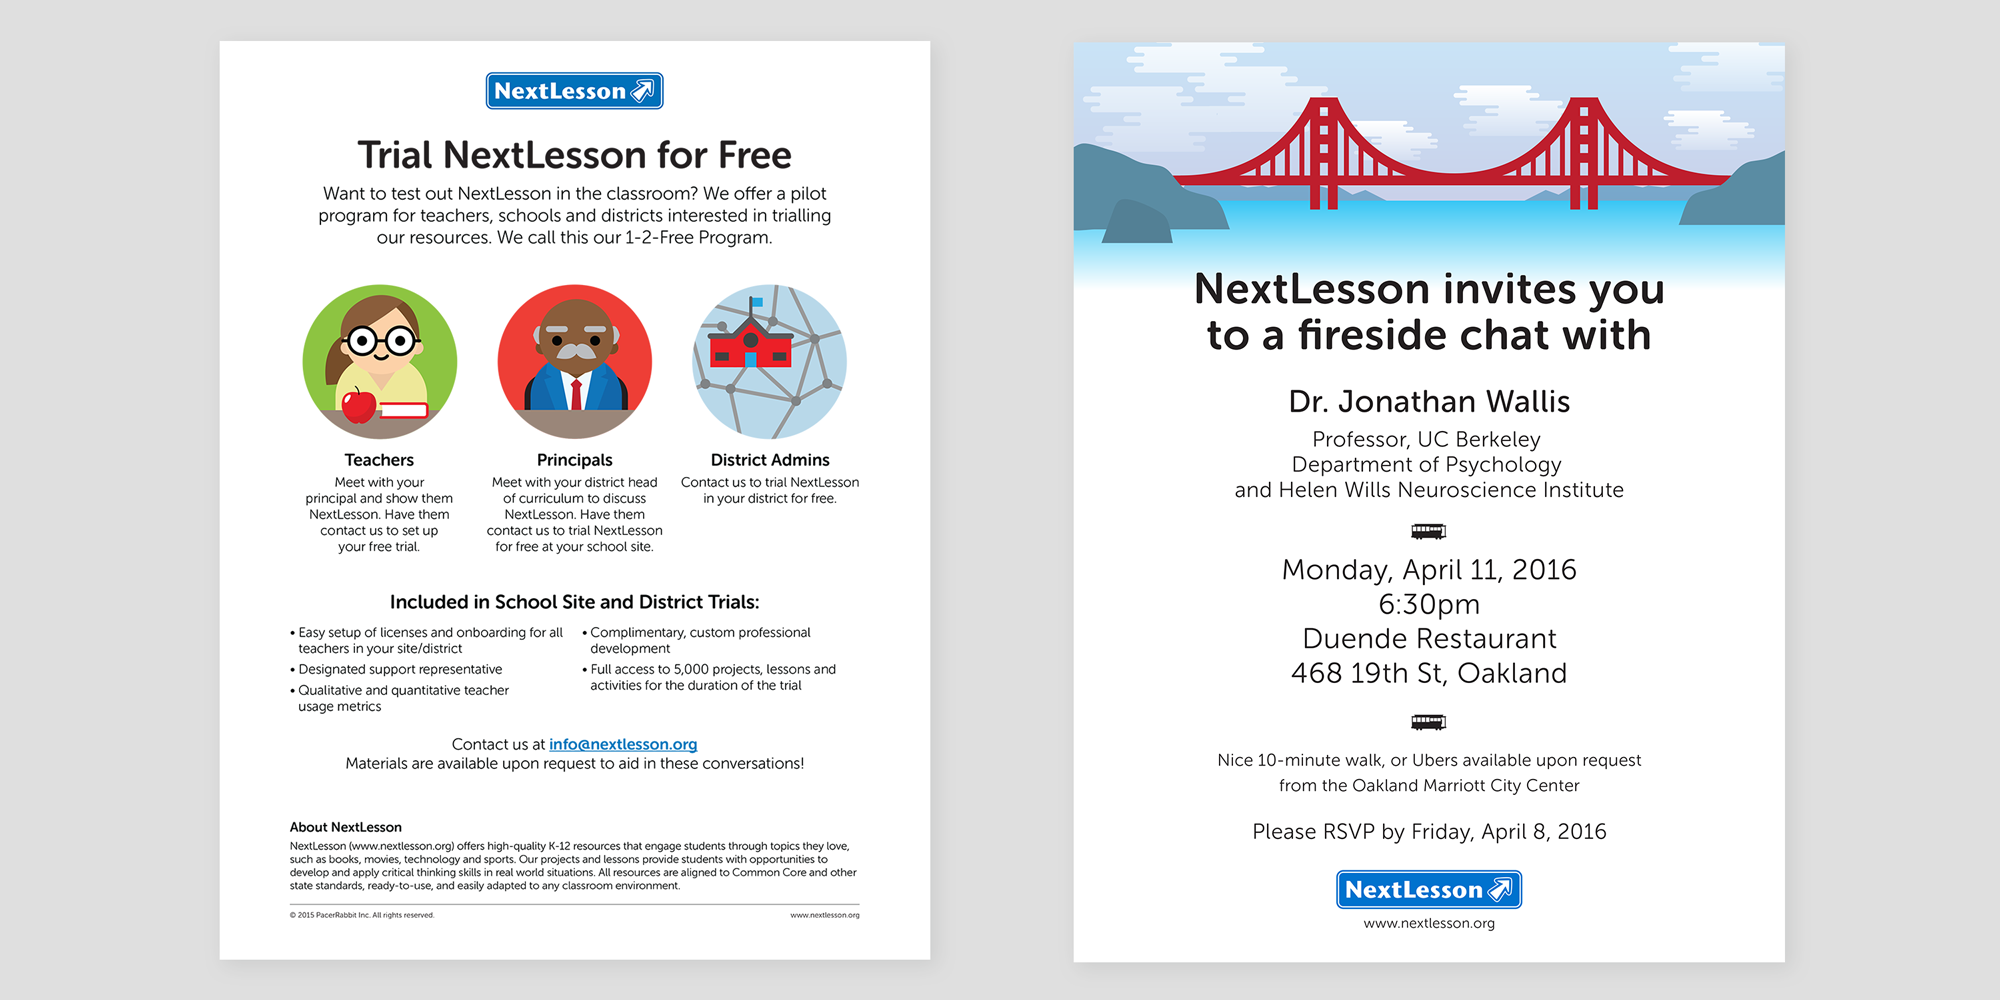 NextLesson
Trial NextLesson for Free
Want to test out NextLesson in the classroom? We offer a pilot
program for teachers, schools and districts interested in trialling
our resources. We call this our 1-2-Free Program.
Teachers
Meet with your
principal and show them
NextLesson. Have them
contact us to set up
your free trial.
Principals
Meet with your district head
of curriculum to discuss
NextLesson. Have them
contact us to trial NextLesson
for free at your school site.
District Admins
Contact us to trial NextLesson
in your district for free.
Included in School Site and District Trials:
• Easy setup of licenses and onboarding for all
teachers in your site/district
• Designated support representative
• Qualitative and quantitative teacher
usage metrics
• Complimentary, custom professional
development
• Full access to 5,000 projects, lessons and
activities for the duration of the trial
Contact us at info@nextlesson.org
Materials are available upon request to aid in these conversations!
About NextLesson
NextLesson (www.nextlesson.org) offers high-quality K-12 resources that engage students through topics they love,
such as books, movies, technology and sports. Our projects and lessons provide students with opportunities to
develop and apply critical thinking skills in real world situations. All resources are aligned to Common Core and other
state standards, ready-to-use, and easily adapted to any classroom environment.
© 2015 PacerRabbit Inc. All rights reserved.
www.nextlesson.org
NextLesson invites you
to a fireside chat with
Dr. Jonathan Wallis
Professor, UC Berkeley
Department of Psychology
and Helen Wills Neuroscience Institute
Monday, April 11, 2016
6:30pm
Duende Restaurant
468 19th St, Oakland
Nice 10-minute walk, or Ubers available upon request
from the Oakland Marriott City Center
Please RSVP by Friday, April 8, 2016
NextLesson
www.nextlesson.org